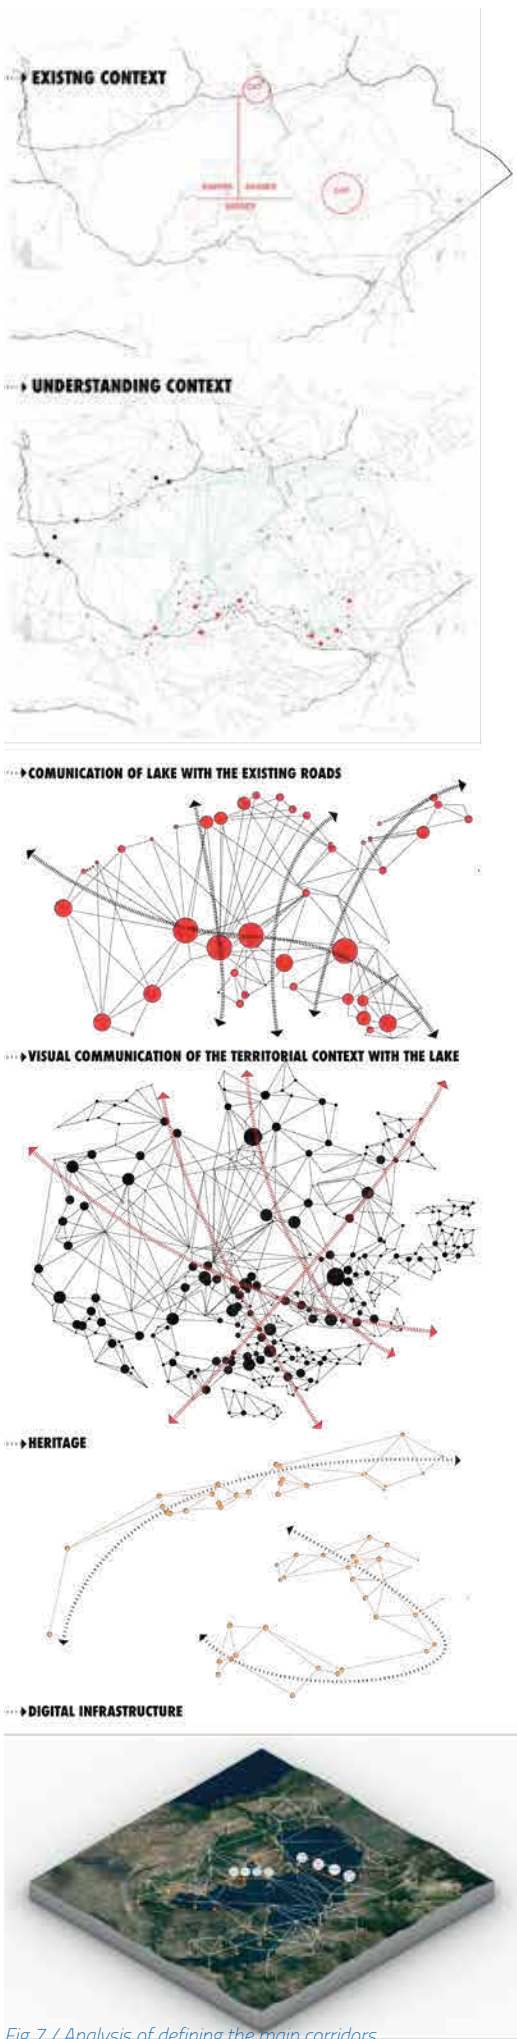 EXISTNG CONTEXT
UNDERSTANDING CONTEXT
COMUNICATION OF LAKE WITH THE EXISTING ROADS
VISUAL COMMUNICATION OF THE TERRITORIAL CONTEXT WITH THE LAKE
HERITAGE
DIGITAL INFRASTRUCTURE
Fig 7 / Analysis of defining the main corridors